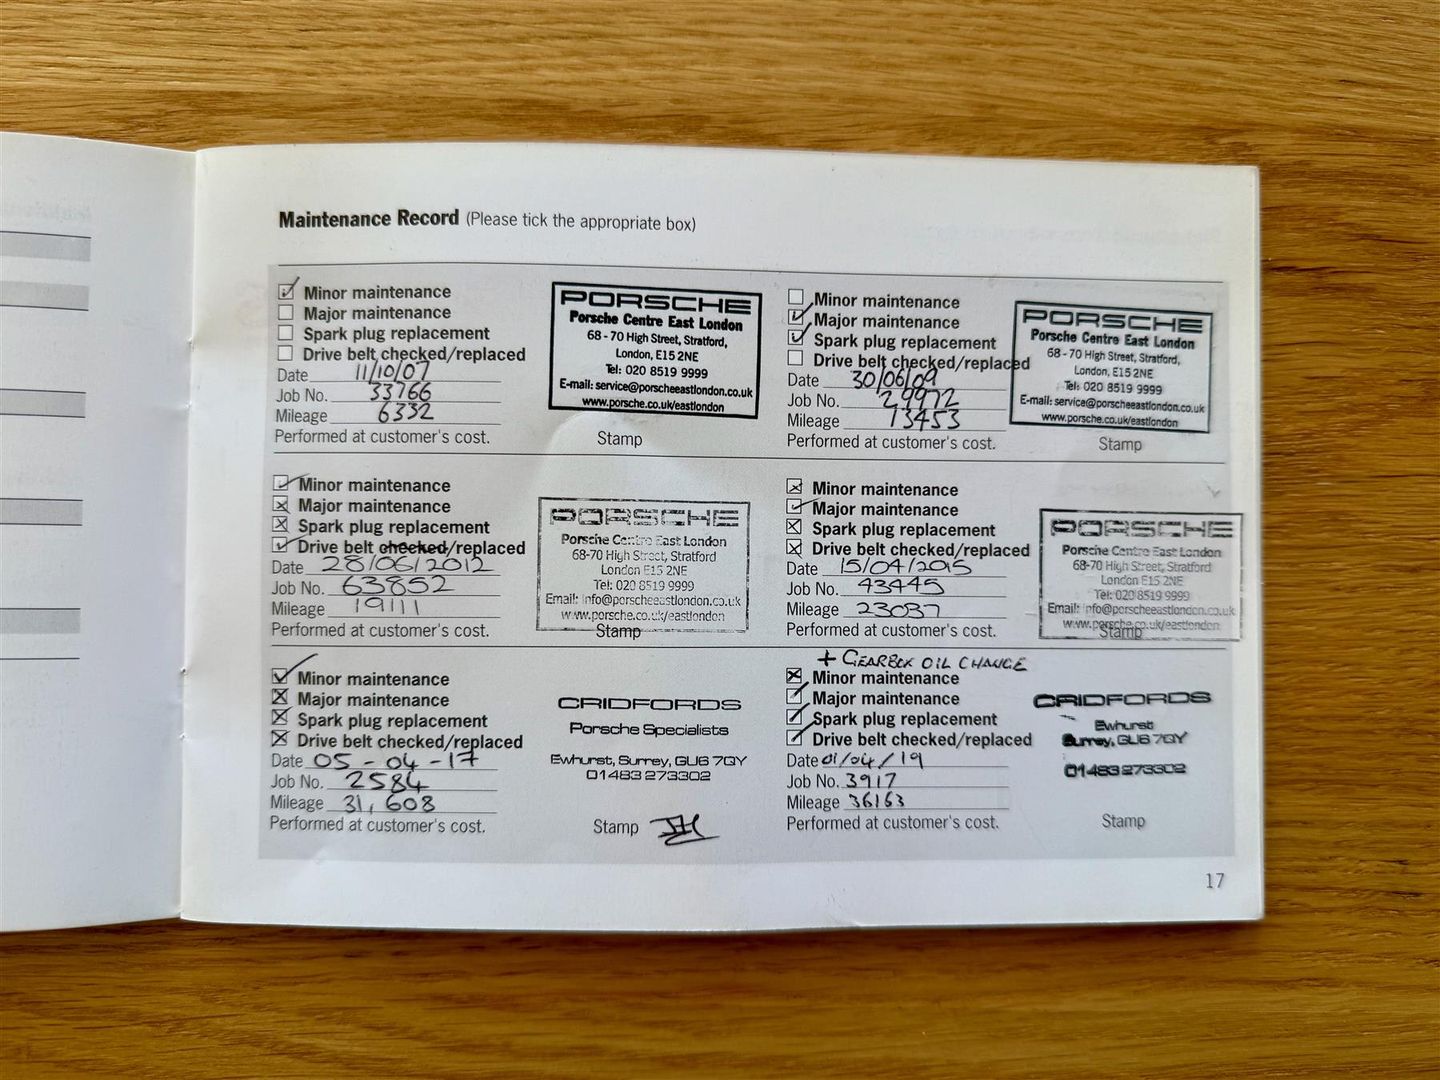 Maintenance Record (Please tick the appropriate box)
Minor maintenance
Major maintenance
Spark plug replacement
Drive belt checked/replaced
Date 11/10/07
Job No. 33766
Mileage 6332
Performed at customer's cost.
PORSCHE
Porsche Centre East London
68 - 70 High Street, Stratford,
London, E15 2NE
Tel: 020 8519 9999
E-mail: service@porscheeastlondon.co.uk
www.porsche.co.uk/eastlondon
Stamp
Minor maintenance
Major maintenance
Spark plug replacement
Drive belt checked/replaced
Date 30/06/09
Job No. 29972
Mileage 13453
Performed at customer's cost.
PORSCHE
Porsche Centre East London
68 - 70 High Street, Stratford,
London, E15 2NE
Tel: 020 8519 9999
E-mail: service@porscheeastlondon.co.uk
www.porsche.co.uk/eastlondon
Stamp
Minor maintenance
Major maintenance
Spark plug replacement
Drive belt checked/replaced
Date 28/06/2012
Job No. 63852
Mileage 19111
Performed at customer's cost.
PORSCHE
Porsche Centre East London
68-70 High Street, Stratford
London E15 2NE
Tel: 020 8519 9999
Email: info@porscheeastlondon.co.uk
www.porsche.co.uk/eastlondon
Stamp
Minor maintenance
Major maintenance
Spark plug replacement
Drive belt checked/replaced
Date 15/04/2015
Job No. 43445
Mileage 23037
Performed at customer's cost.
PORSCHE
Porsche Centre East London
68-70 High Street, Stratford
London E15 2NE
Tel: 020 8519 9999
Email: info@porscheeastlondon.co.uk
www.porsche.co.uk/eastlondon
Stamp
Minor maintenance
Major maintenance
Spark plug replacement
Drive belt checked/replaced
Date 05-04-17
Job No. 2584
Mileage 31,608
Performed at customer's cost.
CRIDFORDS
Porsche Specialists
Ewhurst, Surrey, GU6 7QY
01483 273302
Stamp
+ GEARBOX OIL CHANGE
Minor maintenance
Major maintenance
Spark plug replacement
Drive belt checked/replaced
Date 01/04/19
Job No. 3917
Mileage 36163
Performed at customer's cost.
CRIDFORDS
Ewhurst
Surrey, GU6 7QY
01483 273302
Stamp
17